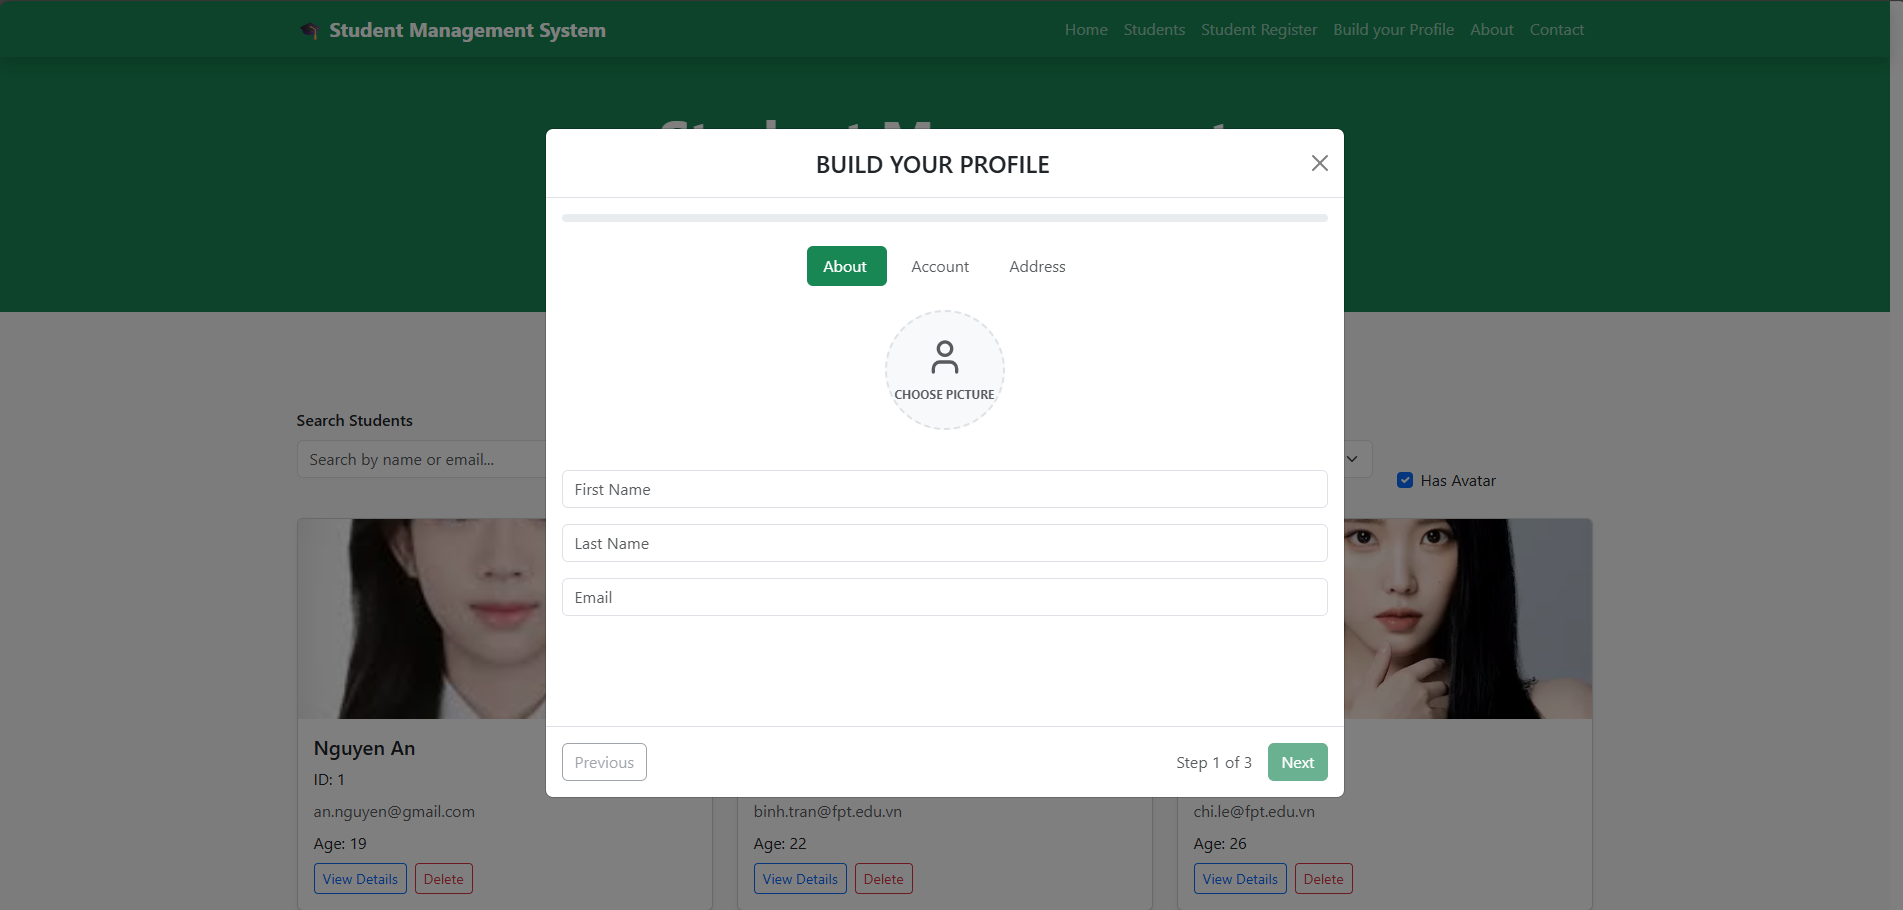 Student Management System
Home Students Student Register Build your Profile About Contact
BUILD YOUR PROFILE
About Account Address
CHOOSE PICTURE
Search Students
Search by name or email...
Has Avatar
First Name
Last Name
Email
Previous
Step 1 of 3
Next
Nguyen An
ID: 1
an.nguyen@gmail.com
Age: 19
View Details Delete
binh.tran@fpt.edu.vn
Age: 22
View Details Delete
chi.le@fpt.edu.vn
Age: 26
View Details Delete